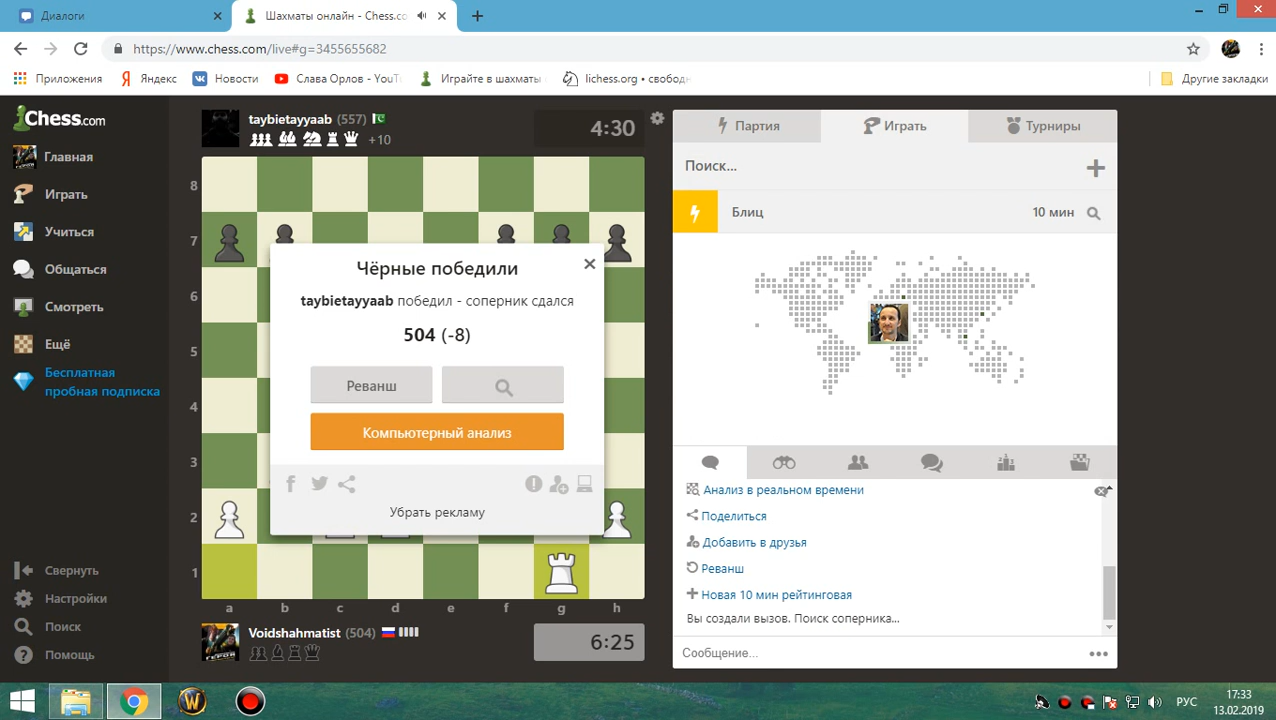 Диалоги
Шахматы онлайн - Chess.co
https://www.chess.com/live#g=3455655682
Приложения
Яндекс
Новости
Слава Орлов - YouT
Играйте в шахматы
lichess.org • свобод
Другие закладки
Chess.com
Главная
Играть
Учиться
Общаться
Смотреть
Ещё
Бесплатная
пробная подписка
Свернуть
Настройки
Поиск
Помощь
taybietayyaab (557)
+10
4:30
8
7
6
5
4
3
2
1
a b c d e f g h
Чёрные победили
taybietayyaab победил - соперник сдался
504 (-8)
Реванш
Компьютерный анализ
Убрать рекламу
Voidshahmatist (504)
6:25
Партия
Играть
Турниры
Поиск...
Блиц
10 мин
Анализ в реальном времени
Поделиться
Добавить в друзья
Реванш
Новая 10 мин рейтинговая
Вы создали вызов. Поиск соперника...
Сообщение...
РУС
17:33
13.02.2019